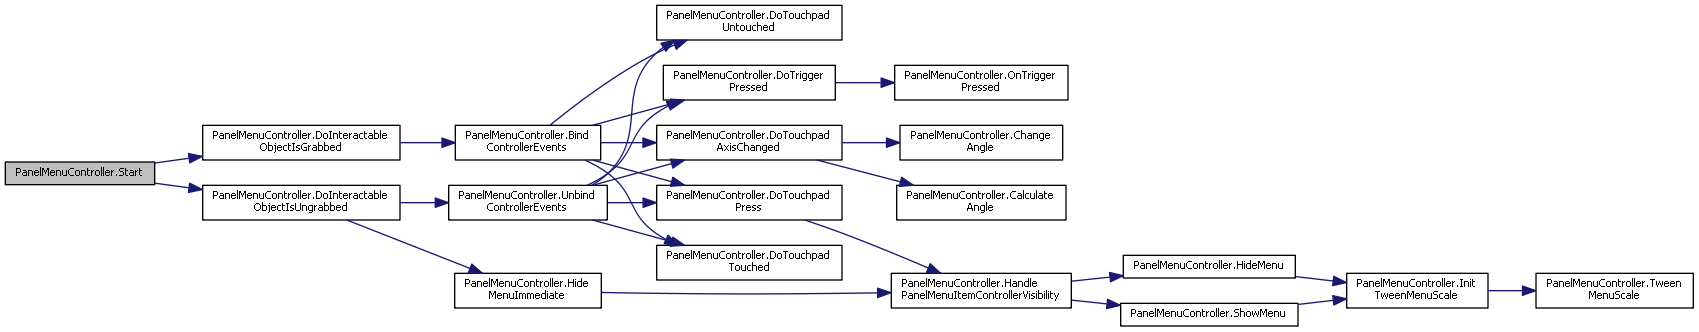 PanelMenuController.Start
PanelMenuController.DoInteractable
ObjectIsGrabbed
PanelMenuController.DoInteractable
ObjectIsUngrabbed
PanelMenuController.Bind
ControllerEvents
PanelMenuController.Unbind
ControllerEvents
PanelMenuController.Hide
MenuImmediate
PanelMenuController.DoTouchpad
Untouched
PanelMenuController.DoTrigger
Pressed
PanelMenuController.DoTouchpad
AxisChanged
PanelMenuController.DoTouchpad
Press
PanelMenuController.DoTouchpad
Touched
PanelMenuController.OnTrigger
Pressed
PanelMenuController.Change
Angle
PanelMenuController.Calculate
Angle
PanelMenuController.Handle
PanelMenuItemControllerVisibility
PanelMenuController.HideMenu
PanelMenuController.ShowMenu
PanelMenuController.Init
TweenMenuScale
PanelMenuController.Tween
MenuScale